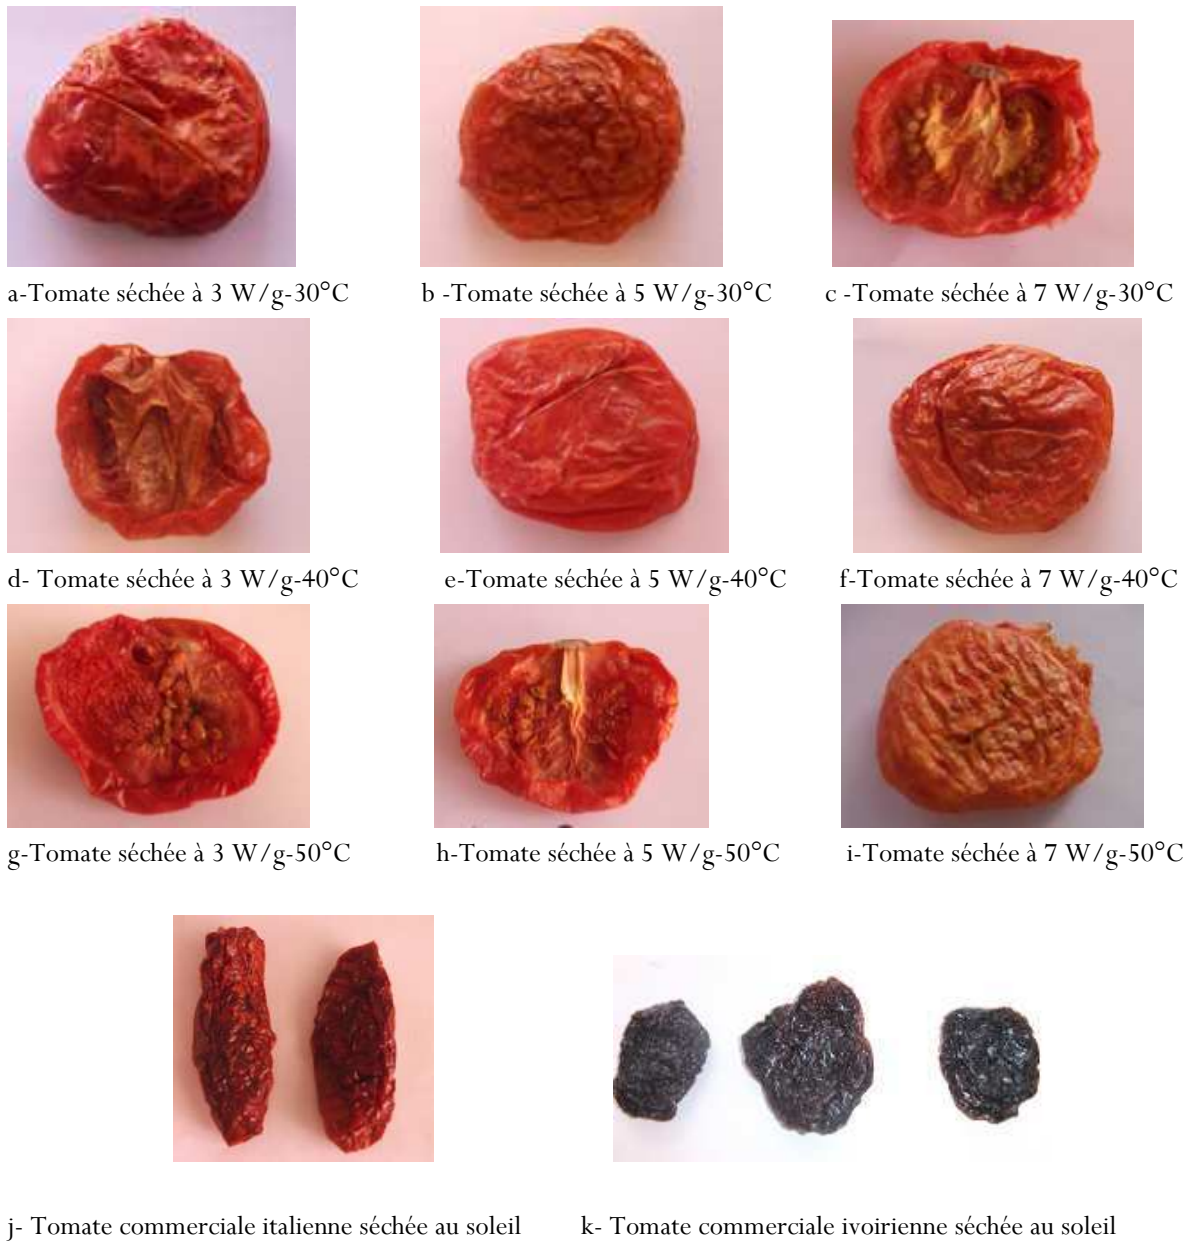 a-Tomate séchée à 3 W/g-30°C
b -Tomate séchée à 5 W/g-30°C
c -Tomate séchée à 7 W/g-30°C
d- Tomate séchée à 3 W/g-40°C
e-Tomate séchée à 5 W/g-40°C
f-Tomate séchée à 7 W/g-40°C
g-Tomate séchée à 3 W/g-50°C
h-Tomate séchée à 5 W/g-50°C
i-Tomate séchée à 7 W/g-50°C
j- Tomate commerciale italienne séchée au soleil
k- Tomate commerciale ivoirienne séchée au soleil